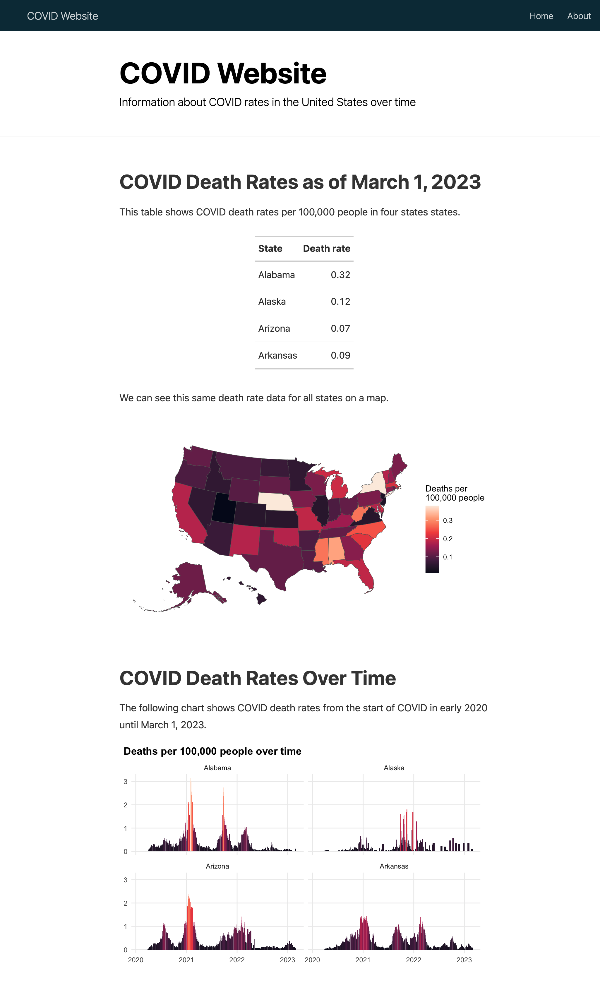 COVID Website
Home
About
COVID Website
Information about COVID rates in the United States over time
COVID Death Rates as of March 1, 2023
This table shows COVID death rates per 100,000 people in four states states.
State Death rate
Alabama 0.32
Alaska 0.12
Arizona 0.07
Arkansas 0.09
We can see this same death rate data for all states on a map.
Deaths per
100,000 people
0.3
0.2
0.1
COVID Death Rates Over Time
The following chart shows COVID death rates from the start of COVID in early 2020
until March 1, 2023.
Deaths per 100,000 people over time
Alabama
Alaska
3
2
1
0
Arizona
Arkansas
3
2
1
0
2020 2021 2022 2023 2020 2021 2022 2023